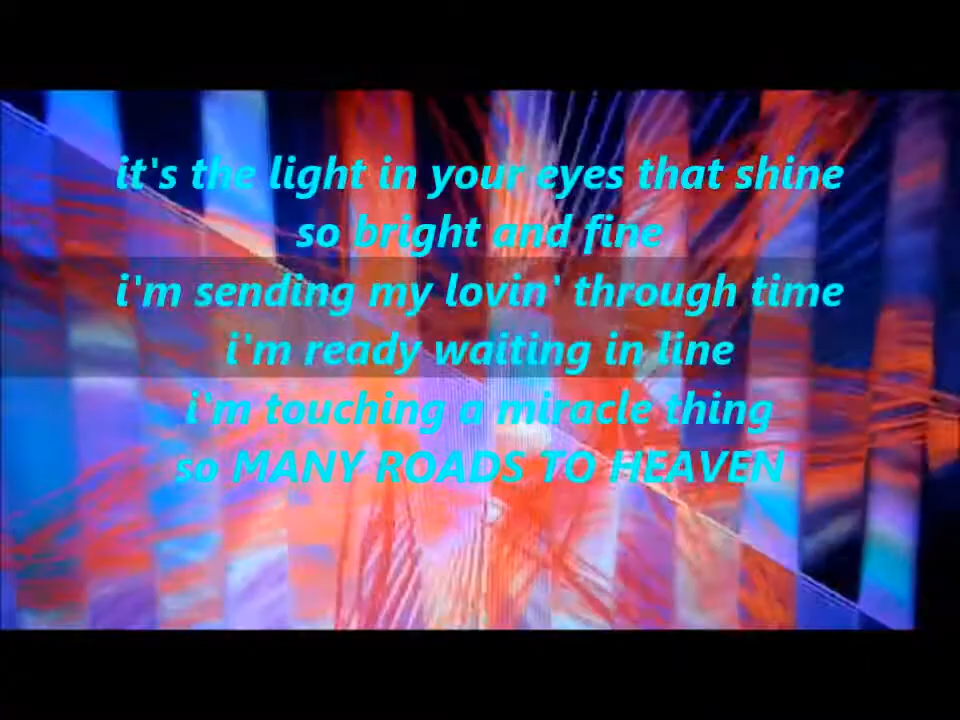 it's the light in your eyes that shine
so bright and fine
i'm sending my lovin' through time
i'm ready waiting in line
i'm touching a miracle thing
so MANY ROADS TO HEAVEN